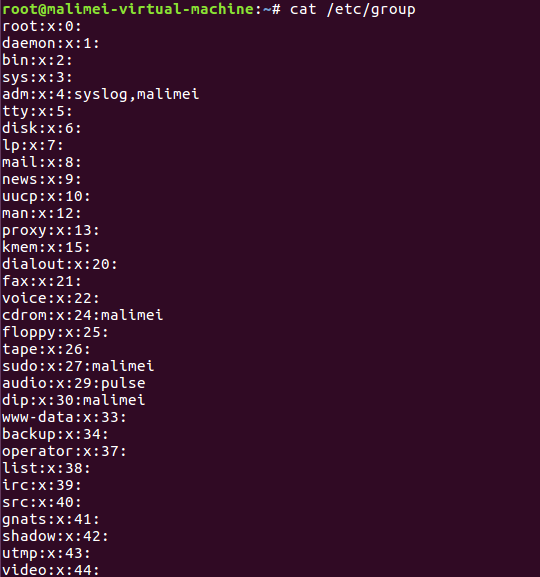 root@malimei-virtual-machine:~# cat /etc/group
root:x:0:
daemon:x:1:
bin:x:2:
sys:x:3:
adm:x:4:syslog,malimei
tty:x:5:
disk:x:6:
lp:x:7:
mail:x:8:
news:x:9:
uucp:x:10:
man:x:12:
proxy:x:13:
kmem:x:15:
dialout:x:20:
fax:x:21:
voice:x:22:
cdrom:x:24:malimei
floppy:x:25:
tape:x:26:
sudo:x:27:malimei
audio:x:29:pulse
dip:x:30:malimei
www-data:x:33:
backup:x:34:
operator:x:37:
list:x:38:
irc:x:39:
src:x:40:
gnats:x:41:
shadow:x:42:
utmp:x:43:
video:x:44: